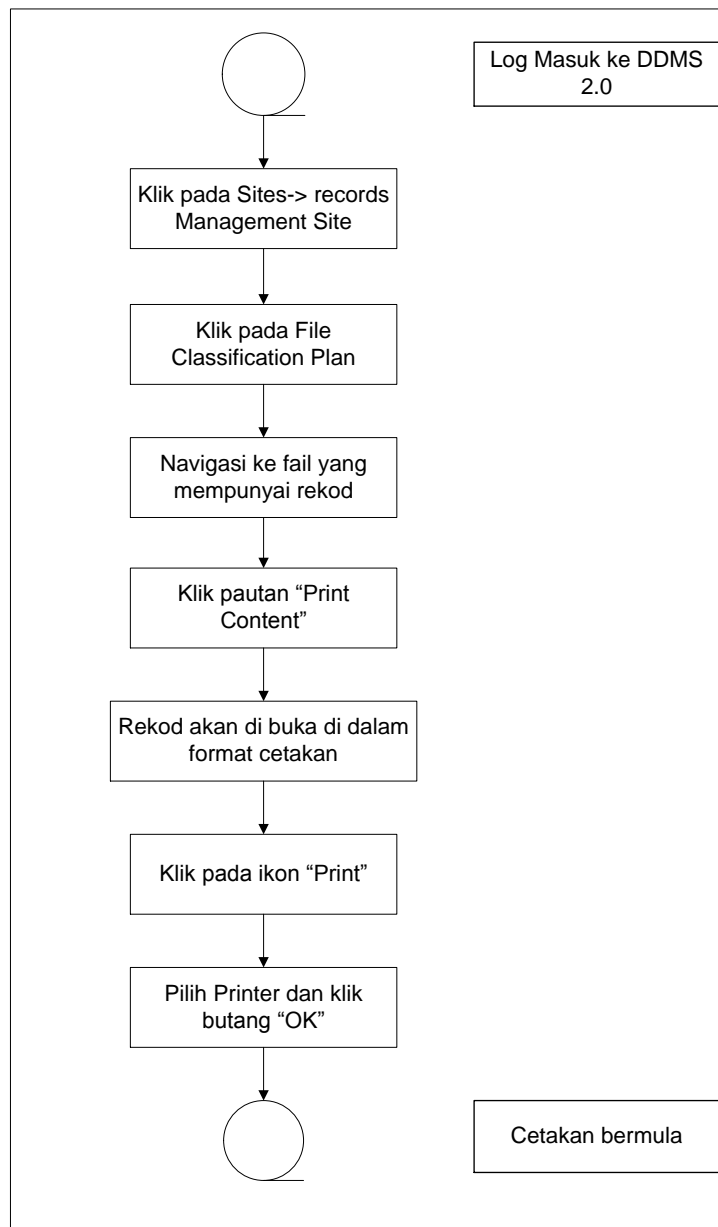 Log Masuk ke DDMS
2.0
Klik pada Sites-> records
Management Site
Klik pada File
Classification Plan
Navigasi ke fail yang
mempunyai rekod
Klik pautan “Print
Content”
Rekod akan di buka di dalam
format cetakan
Klik pada ikon “Print”
Pilih Printer dan klik
butang “OK”
Cetakan bermula